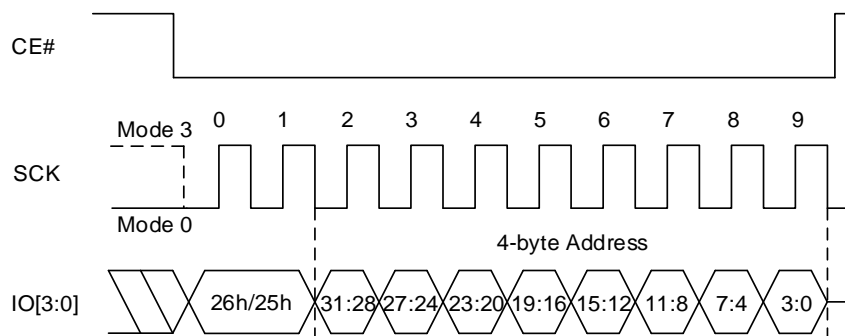 CE#
Mode 3
0 1 2 3 4 5 6 7 8 9
SCK
Mode 0
4-byte Address
IO[3:0]
26h/25h 31:28 27:24 23:20 19:16 15:12 11:8 7:4 3:0